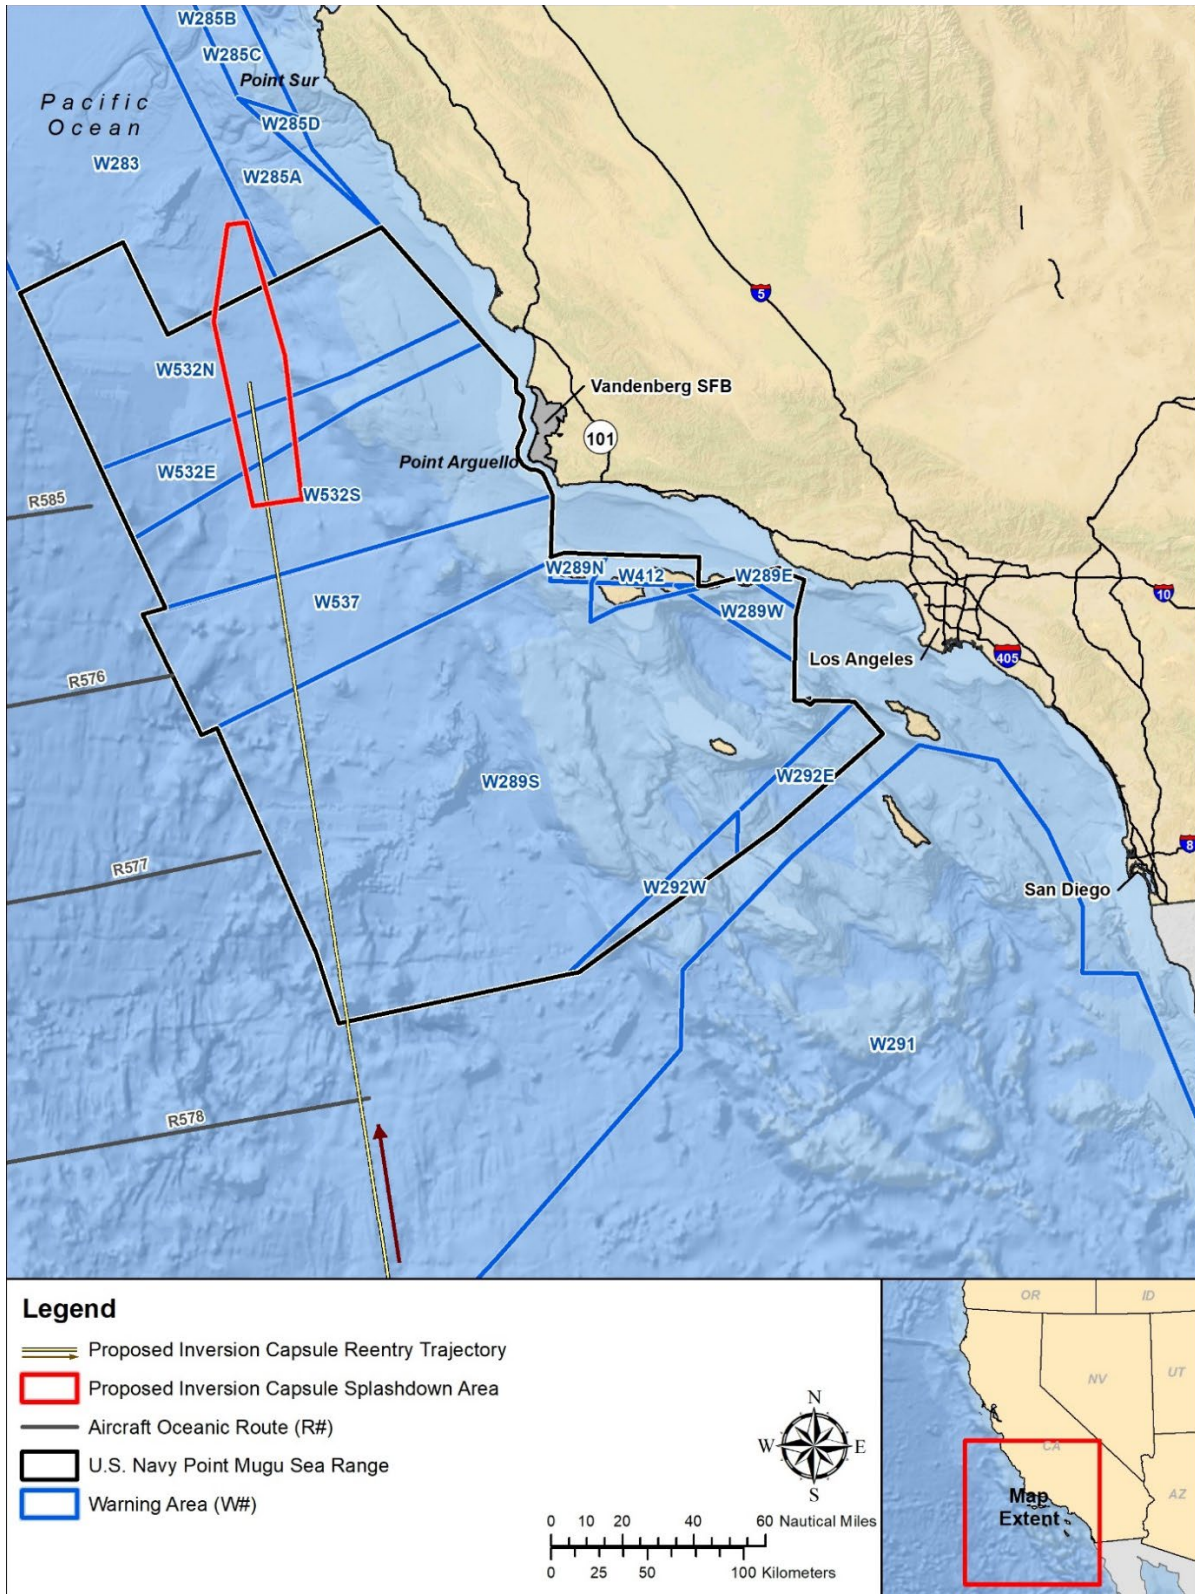 W285B
W285C
Point Sur
Pacific
Ocean
W285D
W283
W285A
5
W532N
Vandenberg SFB
101
Point Arguello
W532E
W532S
R585
W289N
W412
W289E
10
W537
W289W
Los Angeles
405
R576
W289S
W292E
8
R577
W292W
San Diego
W291
R578
Legend
Proposed Inversion Capsule Reentry Trajectory
Proposed Inversion Capsule Splashdown Area
Aircraft Oceanic Route (R#)
U.S. Navy Point Mugu Sea Range
Warning Area (W#)
N
W E
S
0 10 20 40 60 Nautical Miles
0 25 50 100 Kilometers
OR ID
NV UT
CA
AZ
Map
Extent